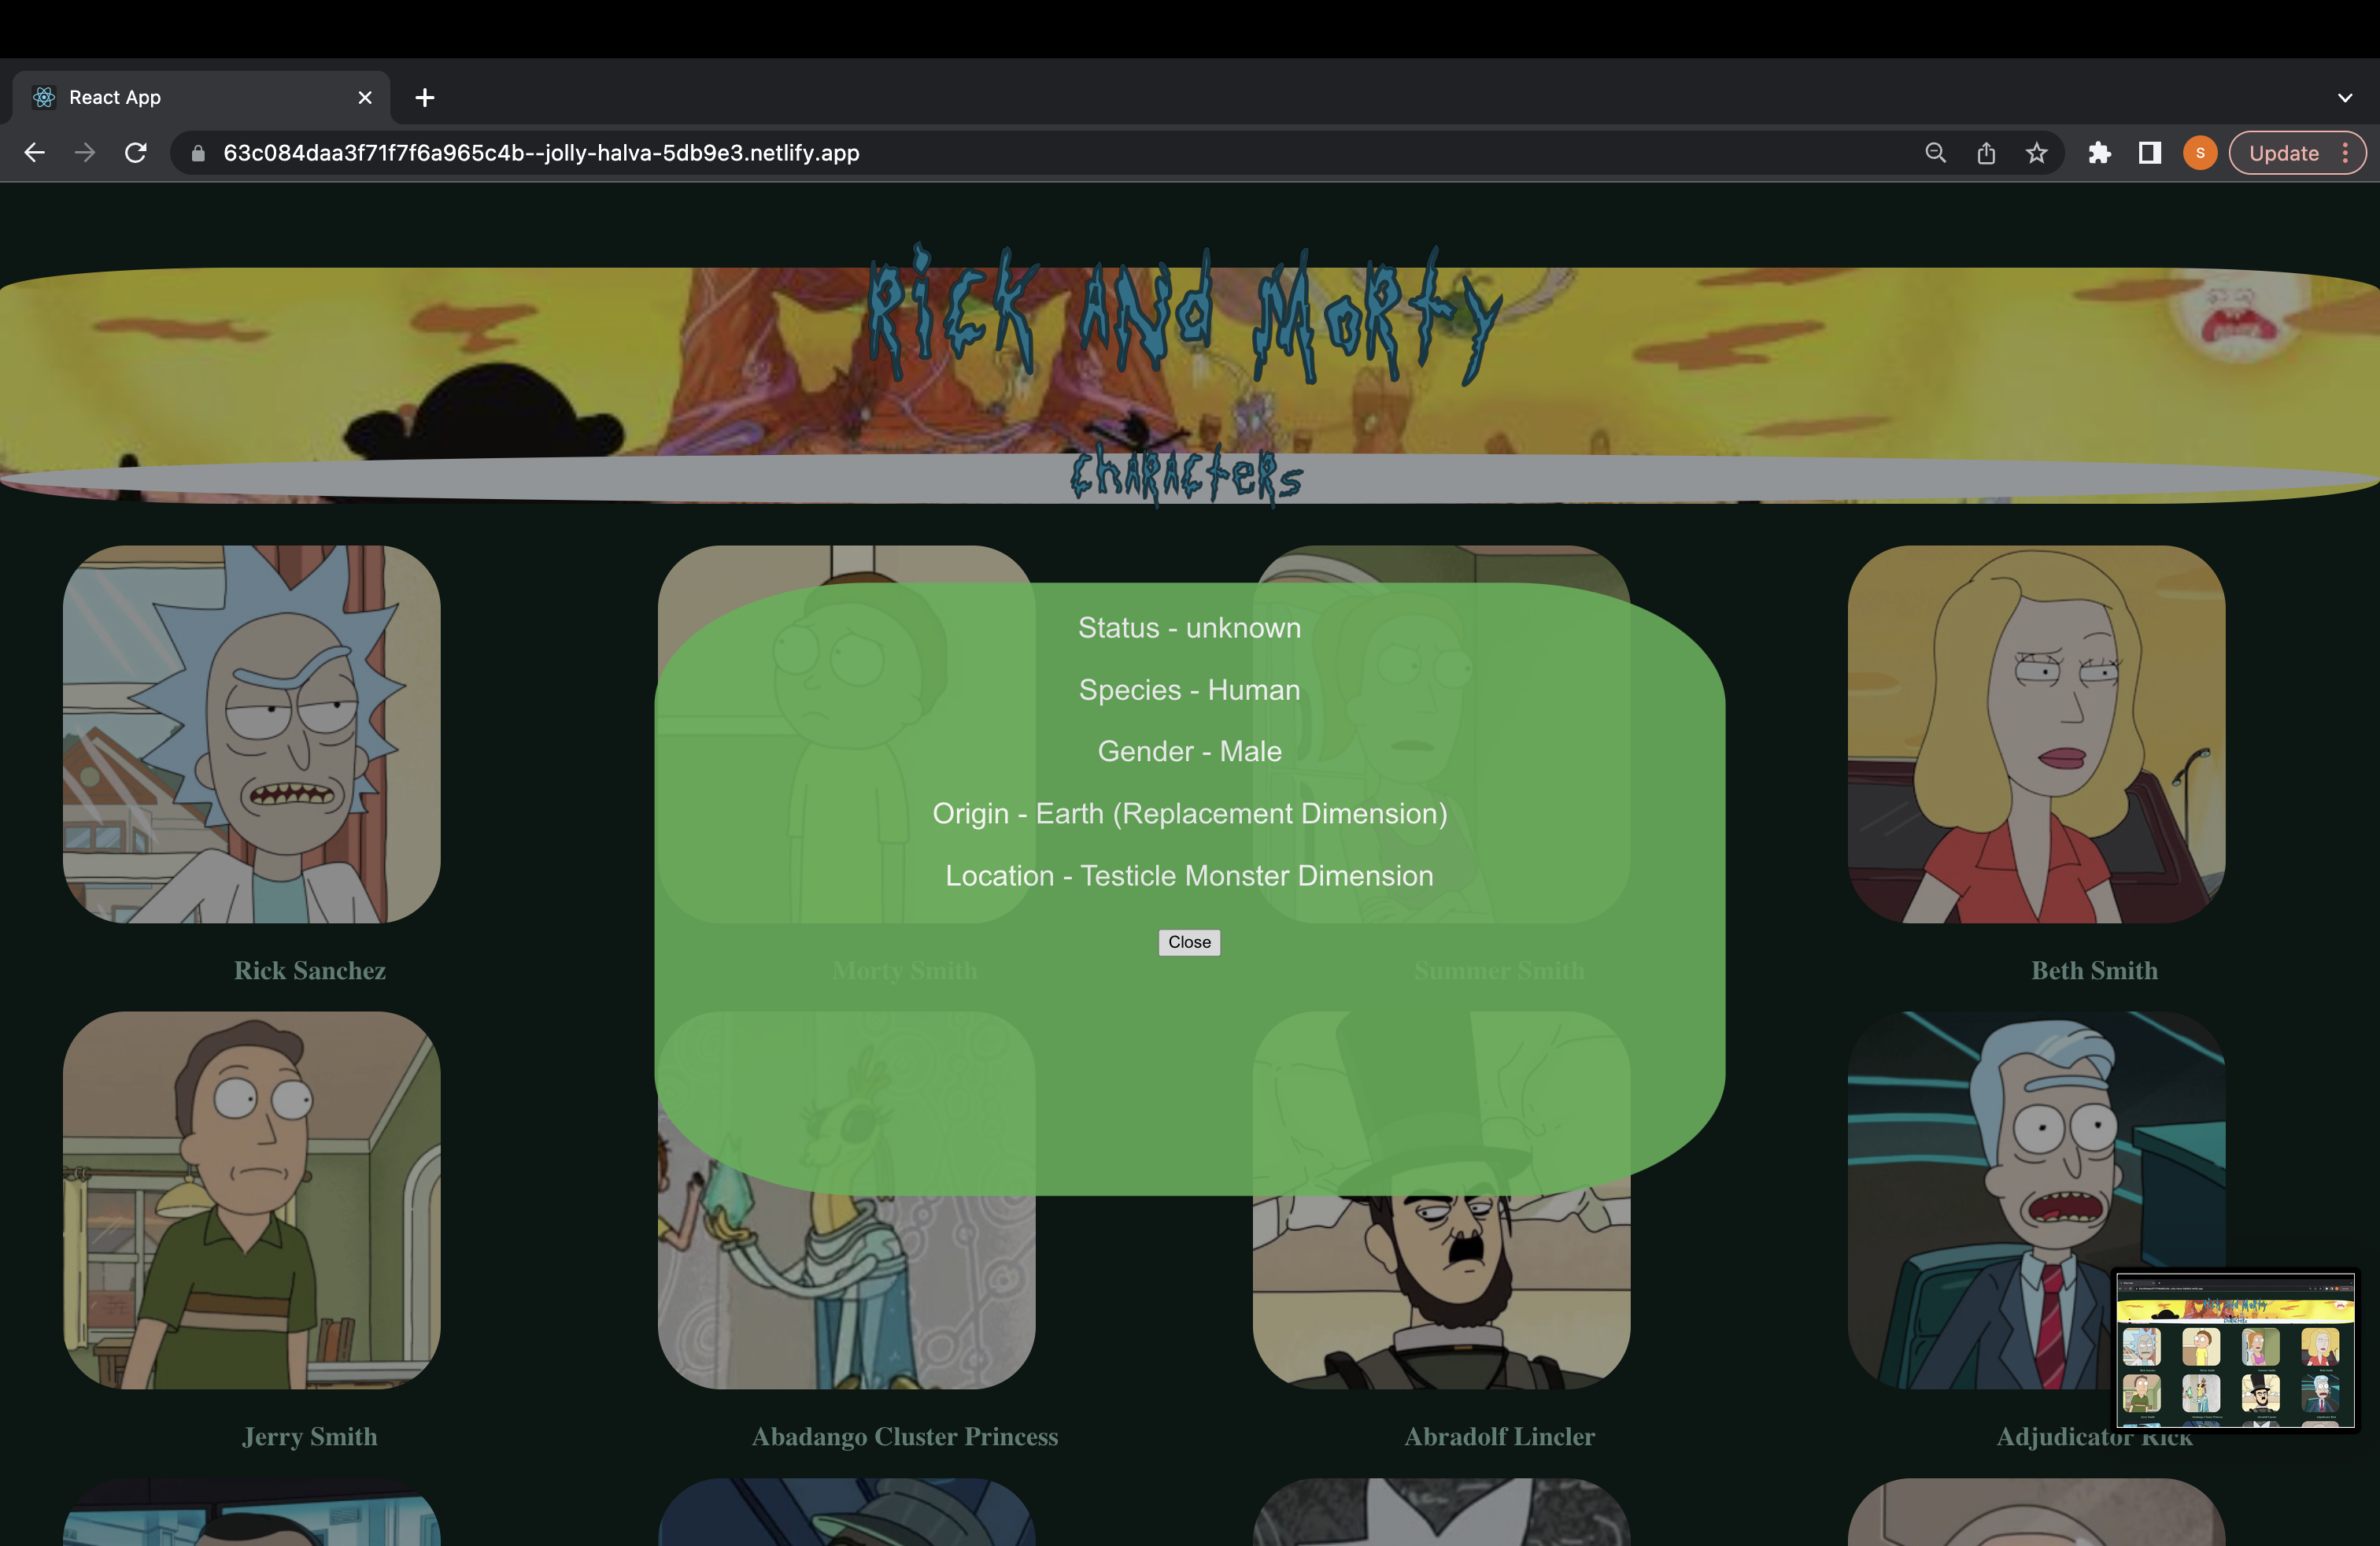 React App
63c084daa3f71f7f6a965c4b--jolly-halva-5db9e3.netlify.app
S
Update
Rick And Morty
Characters
Status - unknown
Species - Human
Gender - Male
Origin - Earth (Replacement Dimension)
Location - Testicle Monster Dimension
Close
Rick Sanchez
Morty Smith
Summer Smith
Beth Smith
Jerry Smith
Abadango Cluster Princess
Abradolf Lincler
Adjudicator Rick